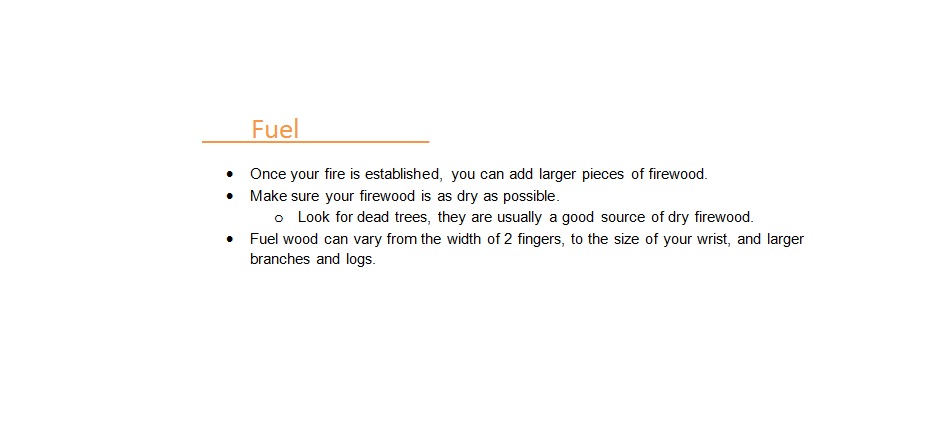 Fuel
• Once your fire is established, you can add larger pieces of firewood.
• Make sure your firewood is as dry as possible.
o Look for dead trees, they are usually a good source of dry firewood.
• Fuel wood can vary from the width of 2 fingers, to the size of your wrist, and larger
branches and logs.